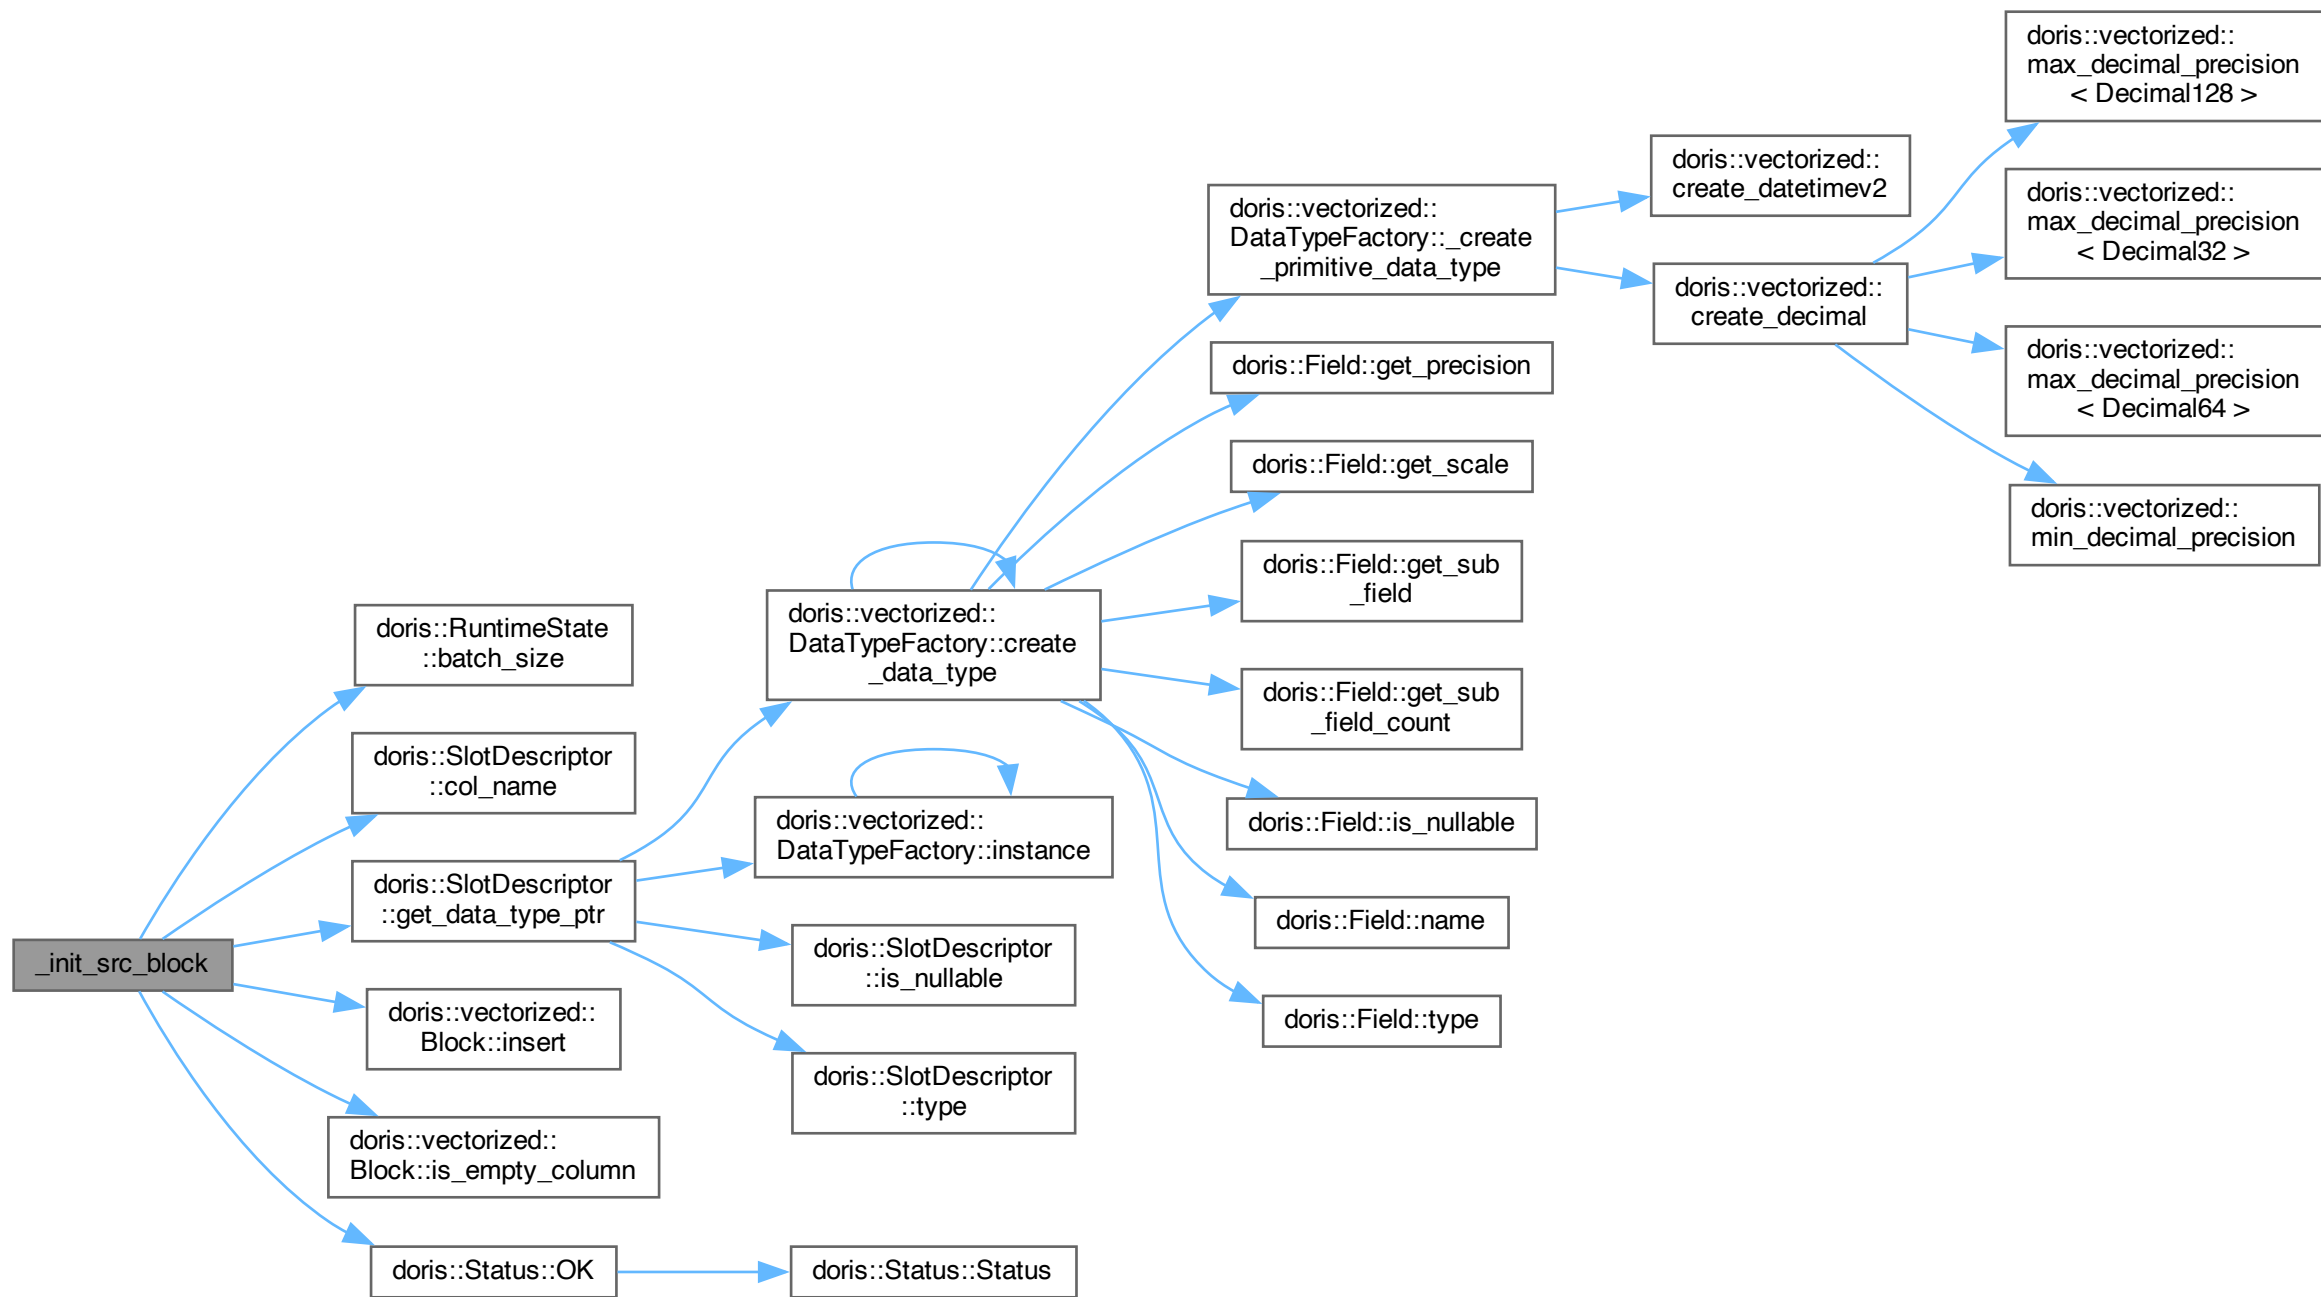 _init_src_block
doris::RuntimeState
::batch_size
doris::SlotDescriptor
::col_name
doris::SlotDescriptor
::get_data_type_ptr
doris::vectorized::
Block::insert
doris::vectorized::
Block::is_empty_column
doris::Status::OK
doris::vectorized::
DataTypeFactory::create
_data_type
doris::vectorized::
DataTypeFactory::instance
doris::SlotDescriptor
::is_nullable
doris::SlotDescriptor
::type
doris::Status::Status
doris::vectorized::
DataTypeFactory::_create
_primitive_data_type
doris::Field::get_precision
doris::Field::get_scale
doris::Field::get_sub
_field
doris::Field::get_sub
_field_count
doris::Field::is_nullable
doris::Field::name
doris::Field::type
doris::vectorized::
create_datetimev2
doris::vectorized::
create_decimal
doris::vectorized::
max_decimal_precision
< Decimal128 >
doris::vectorized::
max_decimal_precision
< Decimal32 >
doris::vectorized::
max_decimal_precision
< Decimal64 >
doris::vectorized::
min_decimal_precision